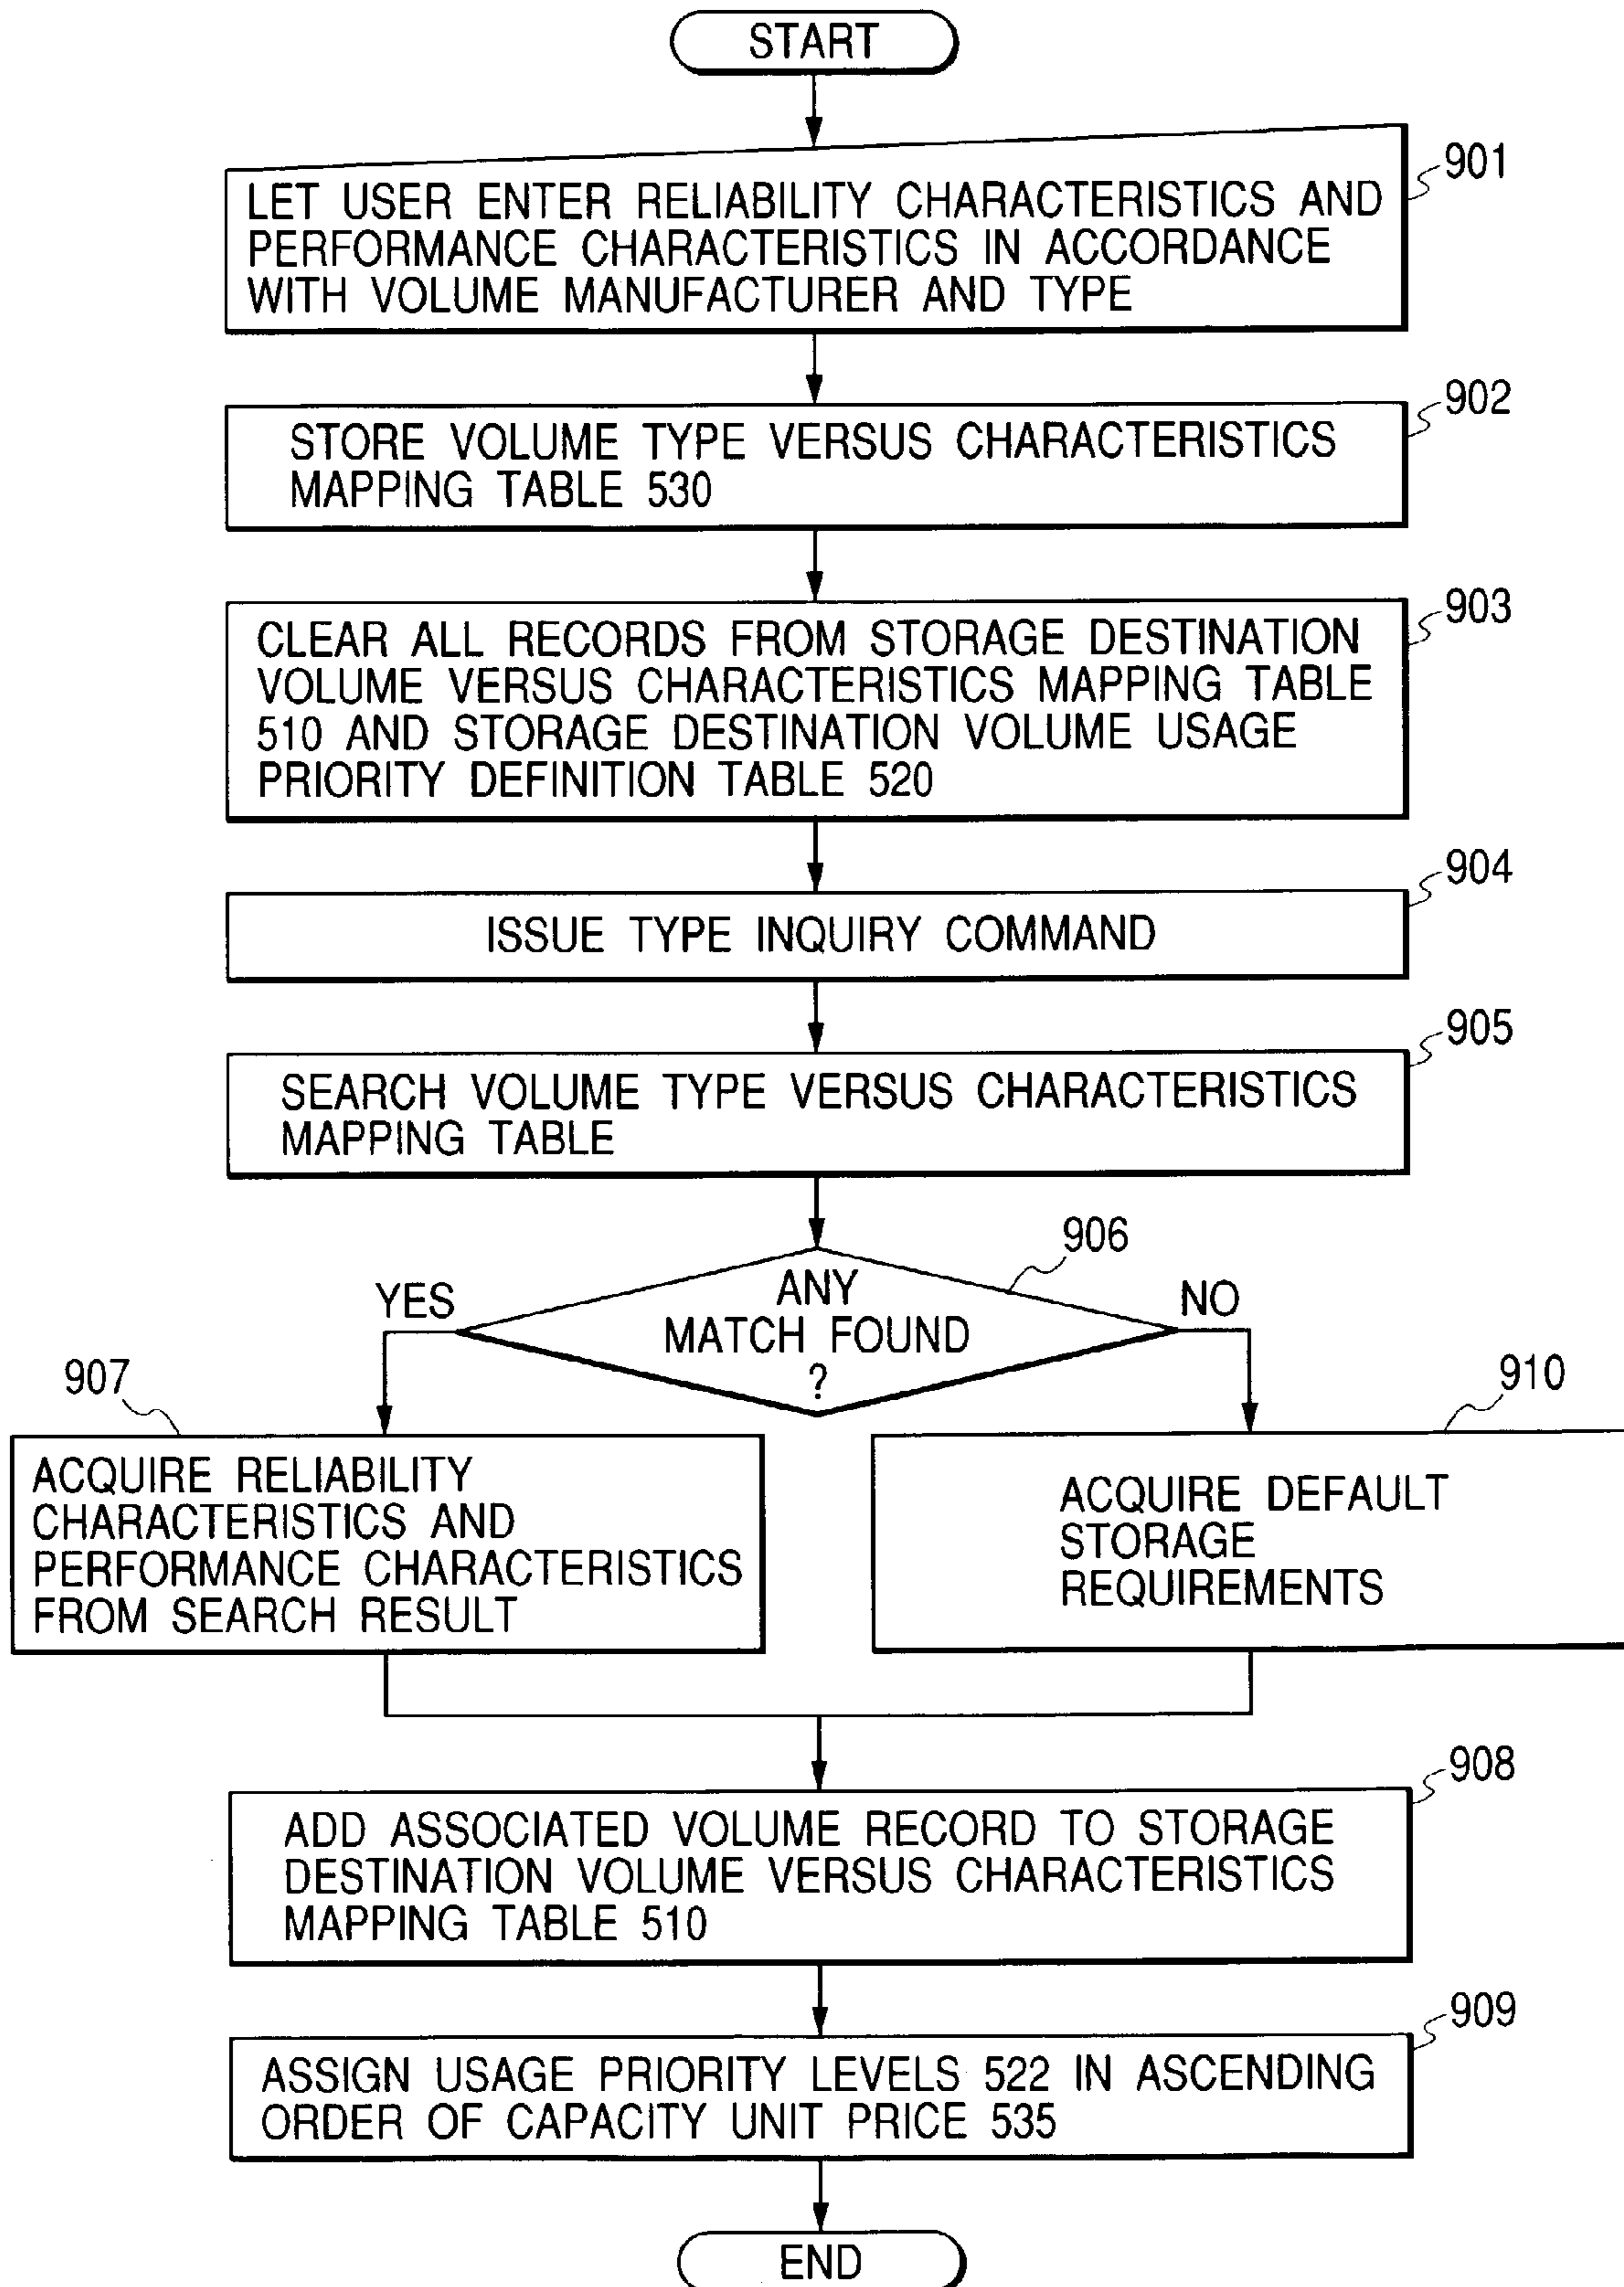 START
901
LET USER ENTER RELIABILITY CHARACTERISTICS AND
PERFORMANCE CHARACTERISTICS IN ACCORDANCE
WITH VOLUME MANUFACTURER AND TYPE
902
STORE VOLUME TYPE VERSUS CHARACTERISTICS
MAPPING TABLE 530
903
CLEAR ALL RECORDS FROM STORAGE DESTINATION
VOLUME VERSUS CHARACTERISTICS MAPPING TABLE
510 AND STORAGE DESTINATION VOLUME USAGE
PRIORITY DEFINITION TABLE 520
904
ISSUE TYPE INQUIRY COMMAND
905
SEARCH VOLUME TYPE VERSUS CHARACTERISTICS
MAPPING TABLE
906
ANY
MATCH FOUND
?
YES
NO
907
ACQUIRE RELIABILITY
CHARACTERISTICS AND
PERFORMANCE CHARACTERISTICS
FROM SEARCH RESULT
910
ACQUIRE DEFAULT
STORAGE
REQUIREMENTS
908
ADD ASSOCIATED VOLUME RECORD TO STORAGE
DESTINATION VOLUME VERSUS CHARACTERISTICS
MAPPING TABLE 510
909
ASSIGN USAGE PRIORITY LEVELS 522 IN ASCENDING
ORDER OF CAPACITY UNIT PRICE 535
END